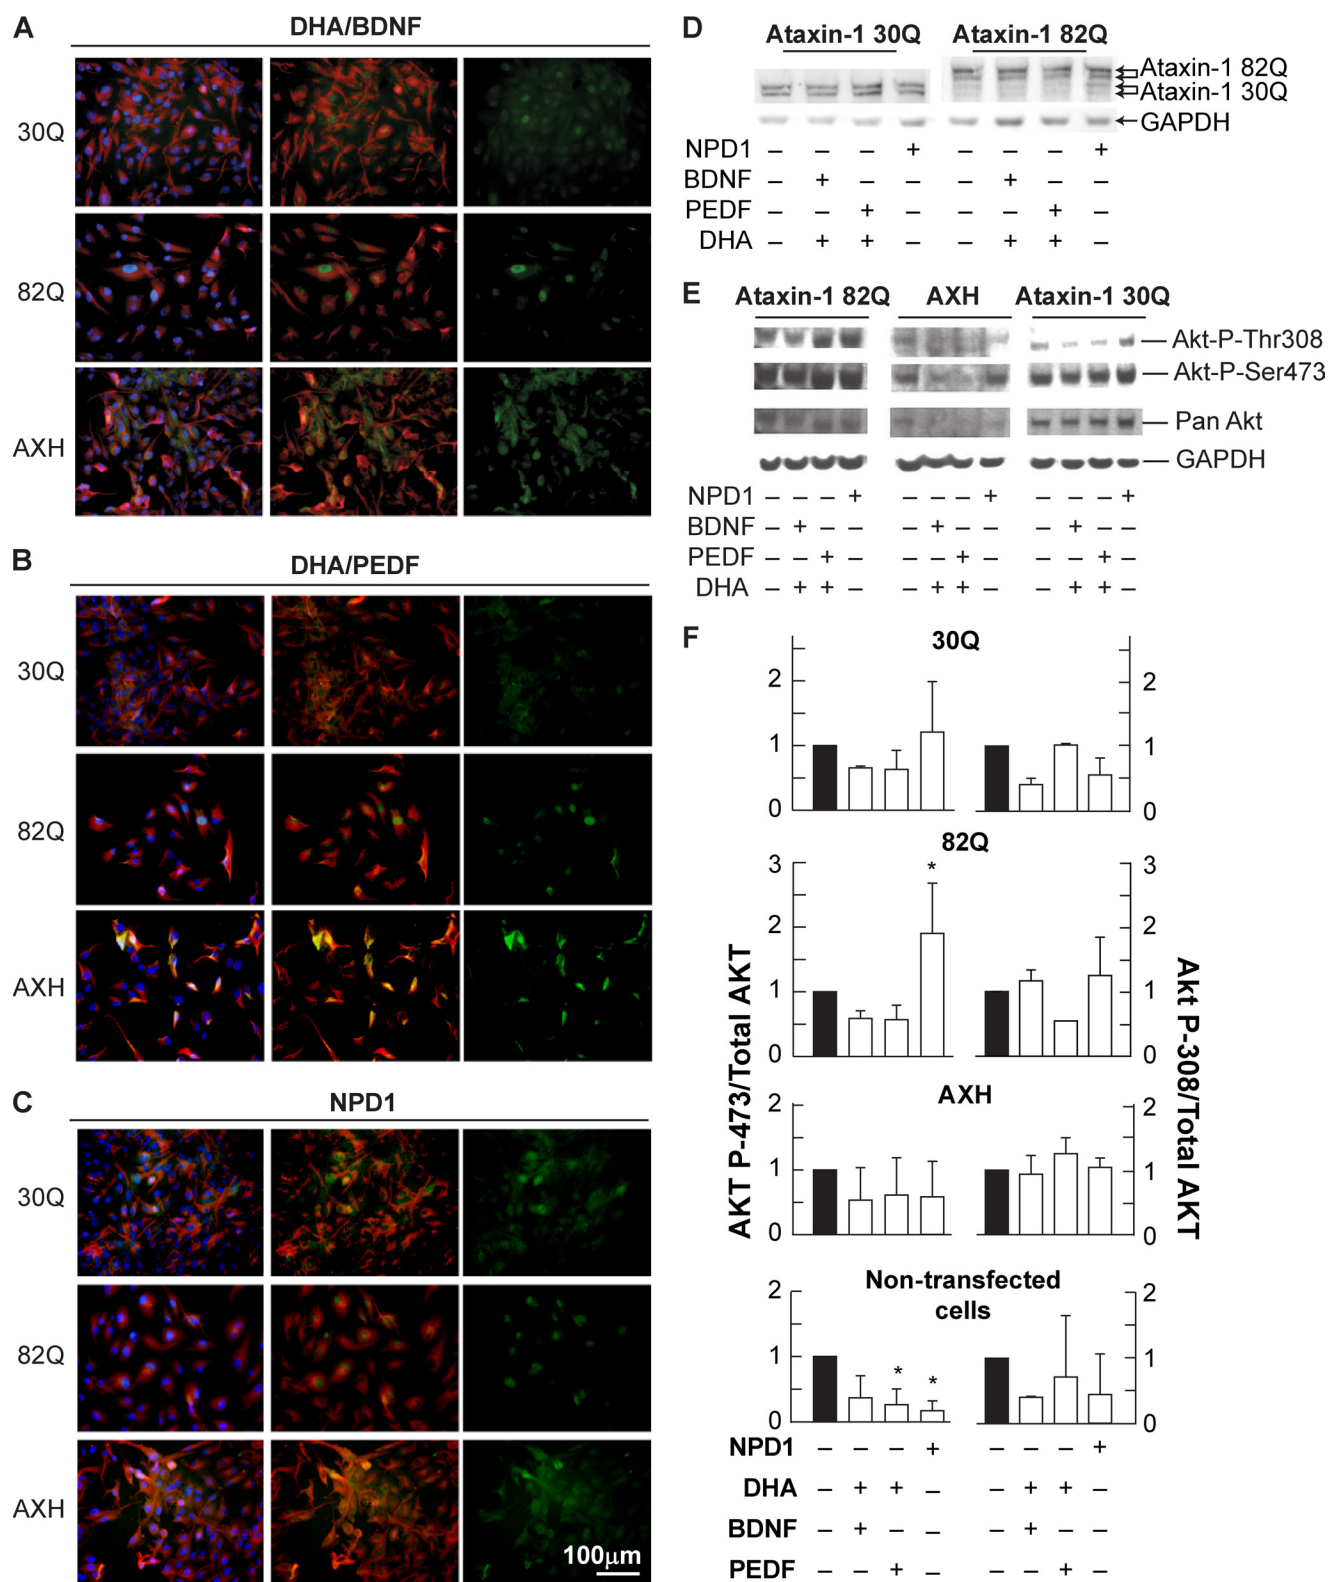 A
DHA/BDNF
30Q
82Q
AXH
B
DHA/PEDF
30Q
82Q
AXH
C
NPD1
30Q
82Q
AXH
100μm
D
Ataxin-1 30Q Ataxin-1 82Q
Ataxin-1 82Q
Ataxin-1 30Q
GAPDH
NPD1 – – – + – – – +
BDNF – + – – – + – –
PEDF – – + – – – + –
DHA – + + – – + + –
E
Ataxin-1 82Q AXH Ataxin-1 30Q
Akt-P-Thr308
Akt-P-Ser473
Pan Akt
GAPDH
NPD1 – – – + – – – + – – – +
BDNF – + – – – + – – – + – –
PEDF – – + – – – + – – – + –
DHA – + + – – + + – – + + –
F
30Q
2 2
1 1
0 0
82Q
3 * 3
2 2
1 1
0 0
AXH
2 2
1 1
0 0
Non-transfected
cells
2 2
1 * * 1
0 0
AKT P-473/Total AKT
Akt P-308/Total AKT
NPD1 – – – + – – – +
DHA – + + – – + + –
BDNF – + – – – + – –
PEDF – – + – – – + –